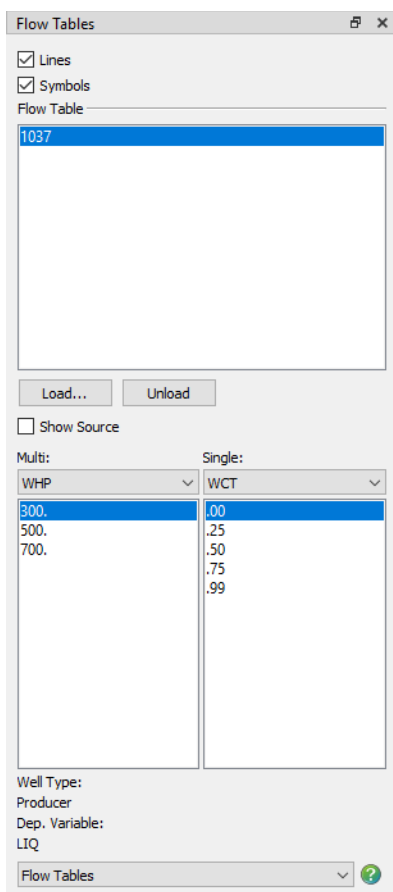 Flow Tables
Lines
Symbols
Flow Table
1037
Load... Unload
Show Source
Multi: Single:
WHP WCT
300. .00
500. .25
700. .50
.75
.99
Well Type:
Producer
Dep. Variable:
LIQ
Flow Tables ?